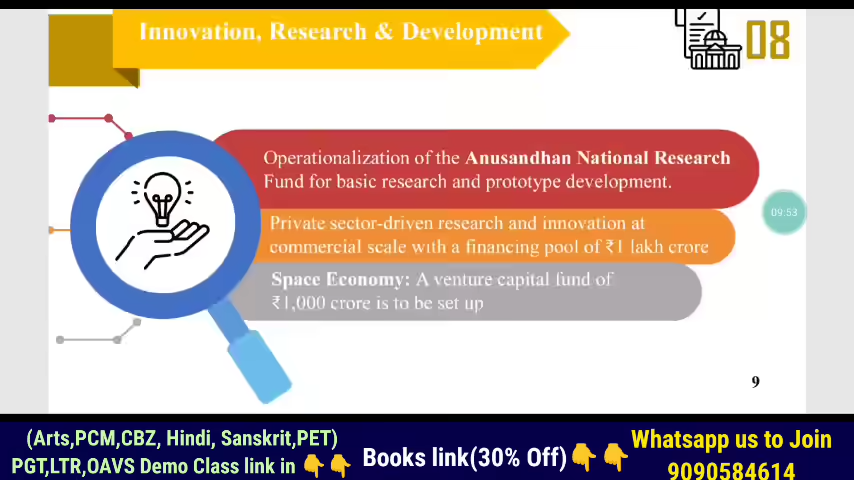 Innovation, Research & Development
08
Operationalization of the Anusandhan National Research
Fund for basic research and prototype development.
Private sector-driven research and innovation at
commercial scale with a financing pool of ₹1 lakh crore
Space Economy: A venture capital fund of
₹1,000 crore is to be set up
09:53
9
(Arts,PCM,CBZ, Hindi, Sanskrit,PET)
PGT,LTR,OAVS Demo Class link in 👇👇
Books link(30% Off)👇👇
Whatsapp us to Join
9090584614